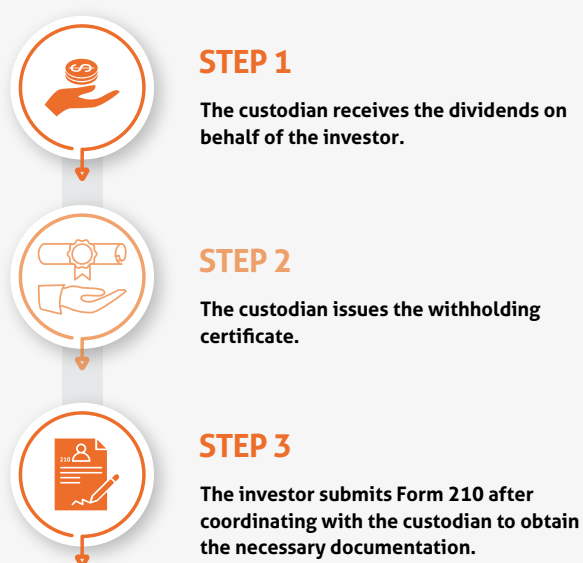 STEP 1
The custodian receives the dividends on
behalf of the investor.
STEP 2
The custodian issues the withholding
certificate.
210
STEP 3
The investor submits Form 210 after
coordinating with the custodian to obtain
the necessary documentation.